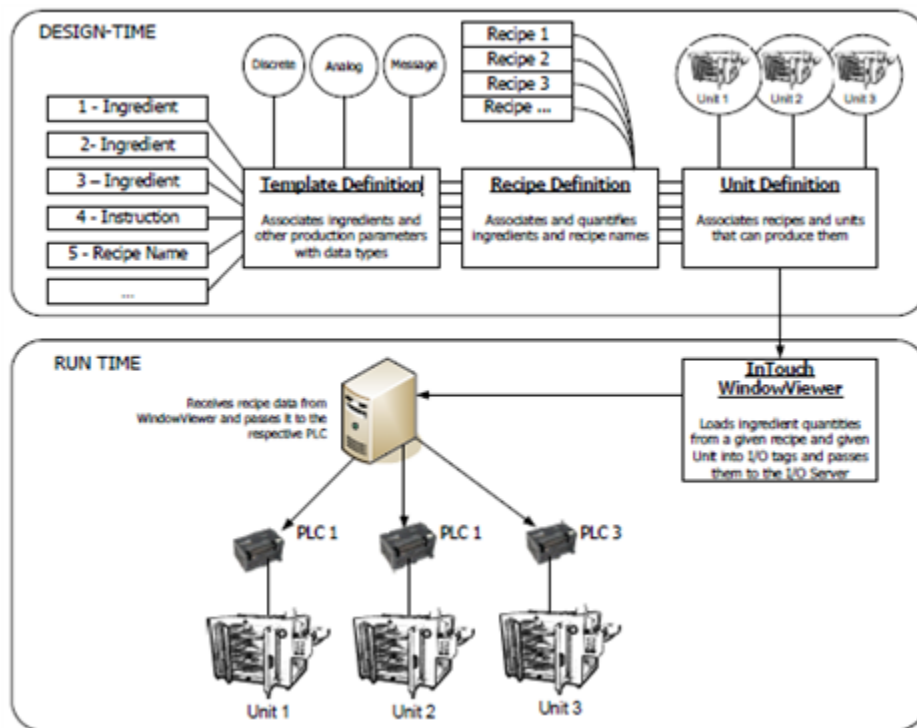 DESIGN-TIME
Discrete
Analog
Message
Recipe 1
Recipe 2
Recipe 3
Recipe ...
Unit 1
Unit 2
Unit 3
1 - Ingredient
2- Ingredient
3 – Ingredient
4 - Instruction
5 - Recipe Name
...
Template Definition
Associates ingredients and
other production parameters
with data types
Recipe Definition
Assodates and quantifies
ingredients and recipe names
Unit Definition
Associates recipes and units
that can produce them
RUN TIME
Receives recipe data from
WindowViewer and passes it to the
respective PLC
InTouch
WindowViewer
Loads ingredient quantities
from a given recipe and given
Unit into I/O tags and passes
them to the I/O Server
PLC 1
PLC 1
PLC 3
Unit 1
Unit 2
Unit 3